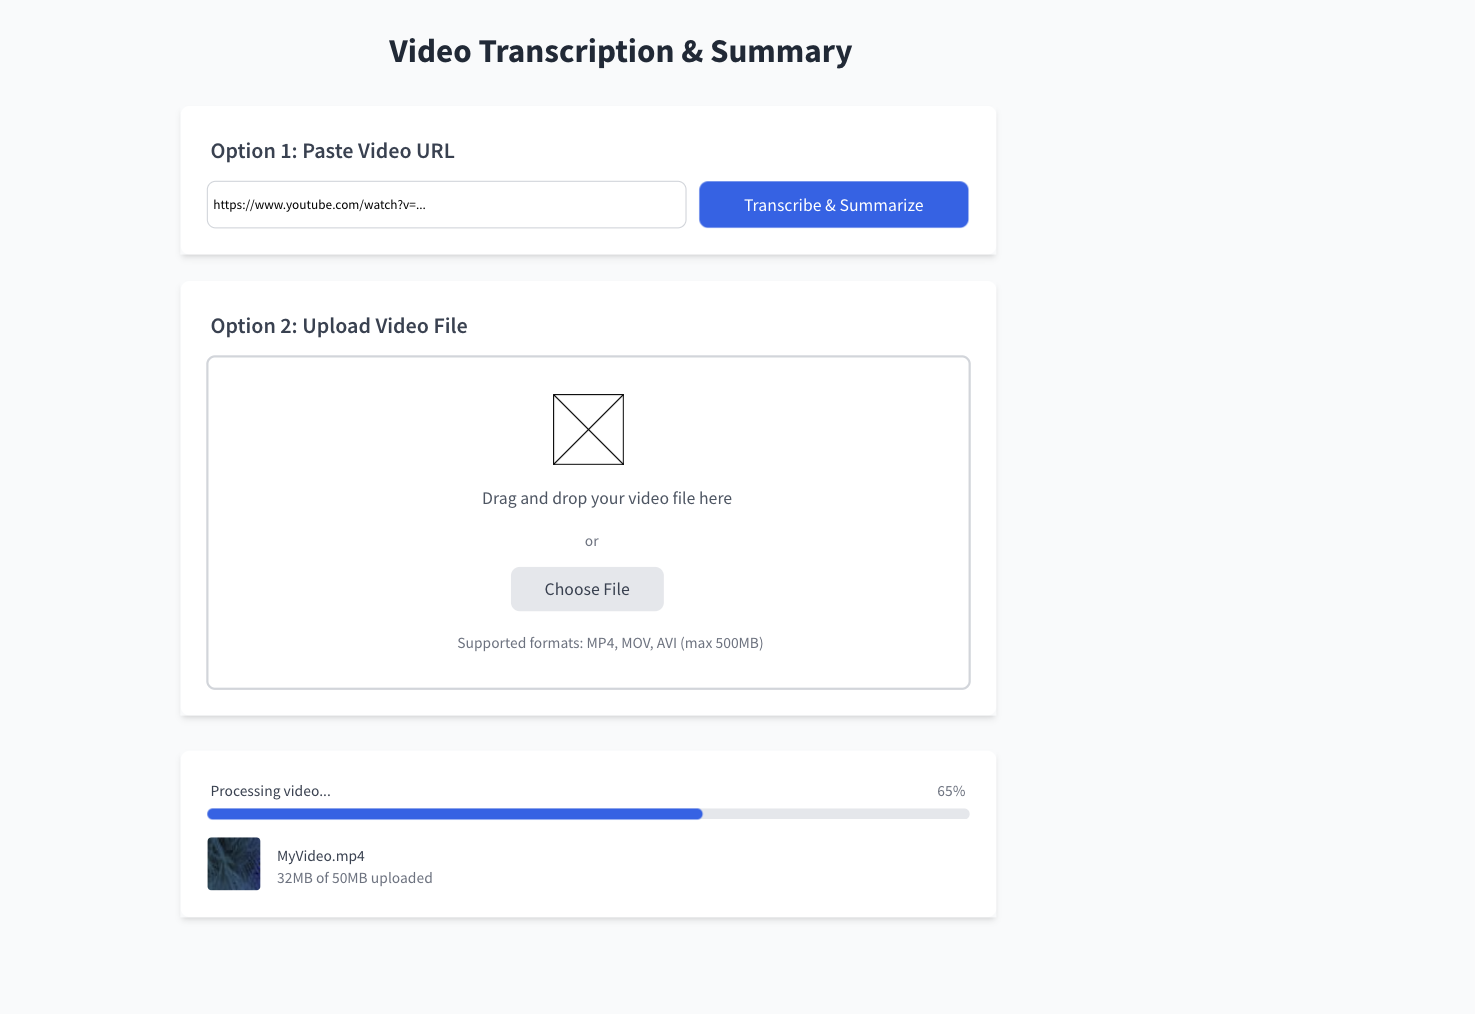 Video Transcription & Summary
Option 1: Paste Video URL
https://www.youtube.com/watch?v=...
Transcribe & Summarize
Option 2: Upload Video File
Drag and drop your video file here
or
Choose File
Supported formats: MP4, MOV, AVI (max 500MB)
Processing video...
65%
MyVideo.mp4
32MB of 50MB uploaded